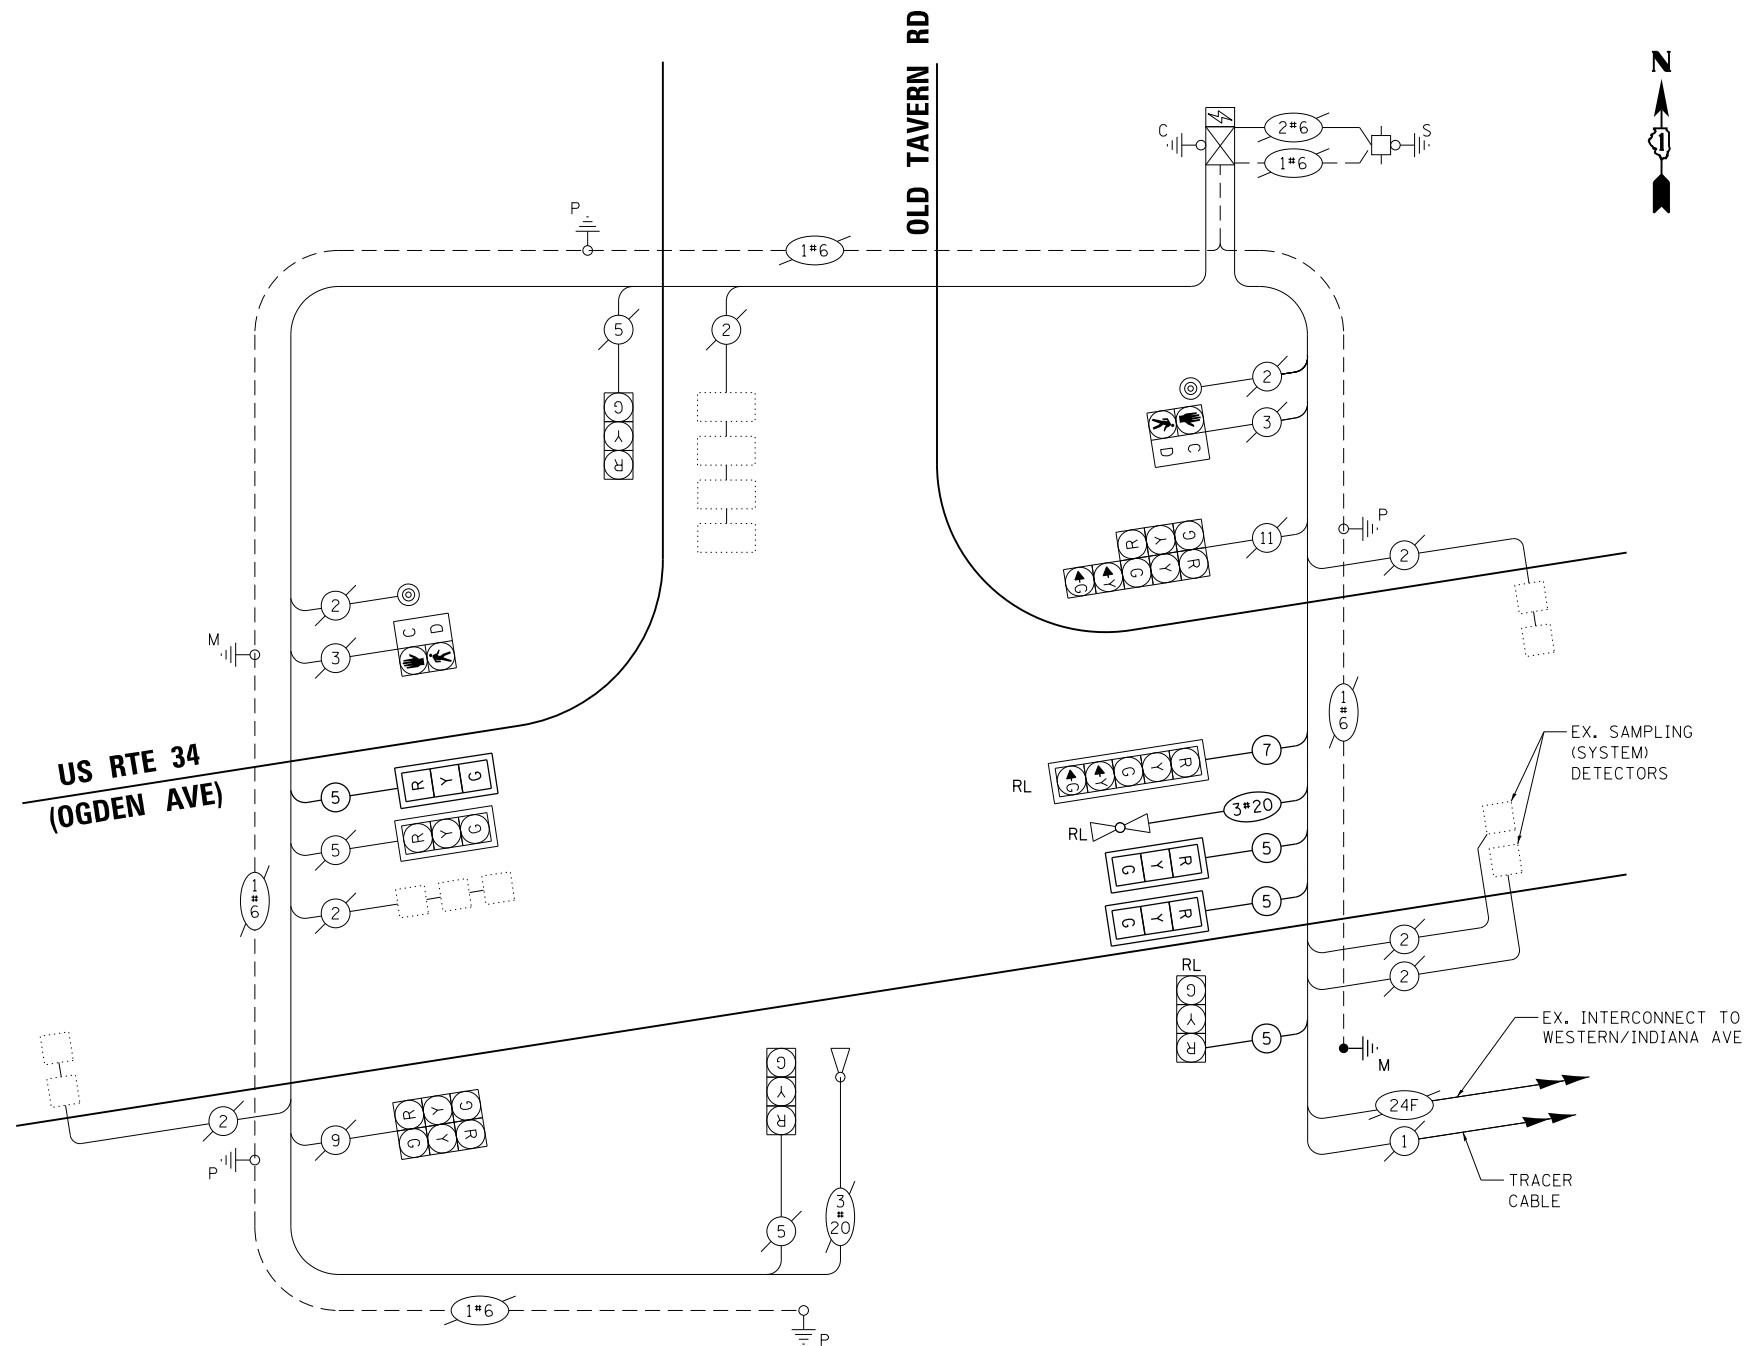 OLD TAVERN RD
N
1
C
2#6
1#6
S
P
1#6
5
2
G
Y
R
2
3
C
D
11
R Y G
G Y G Y R
P
2
2
3
C D
M
US RTE 34
(OGDEN AVE)
1
#
6
EX. SAMPLING
(SYSTEM)
DETECTORS
5
R Y G
5
R Y G
2
1
#
6
RL
G Y G Y R
7
RL
3#20
G Y R
5
G Y R
5
2
2
RL
G
Y
R
5
M
EX. INTERCONNECT TO
WESTERN/INDIANA AVE
24F
1
TRACER
CABLE
2
P
9
R Y G
G Y R
G
Y
R
5
3
#
20
1#6
P